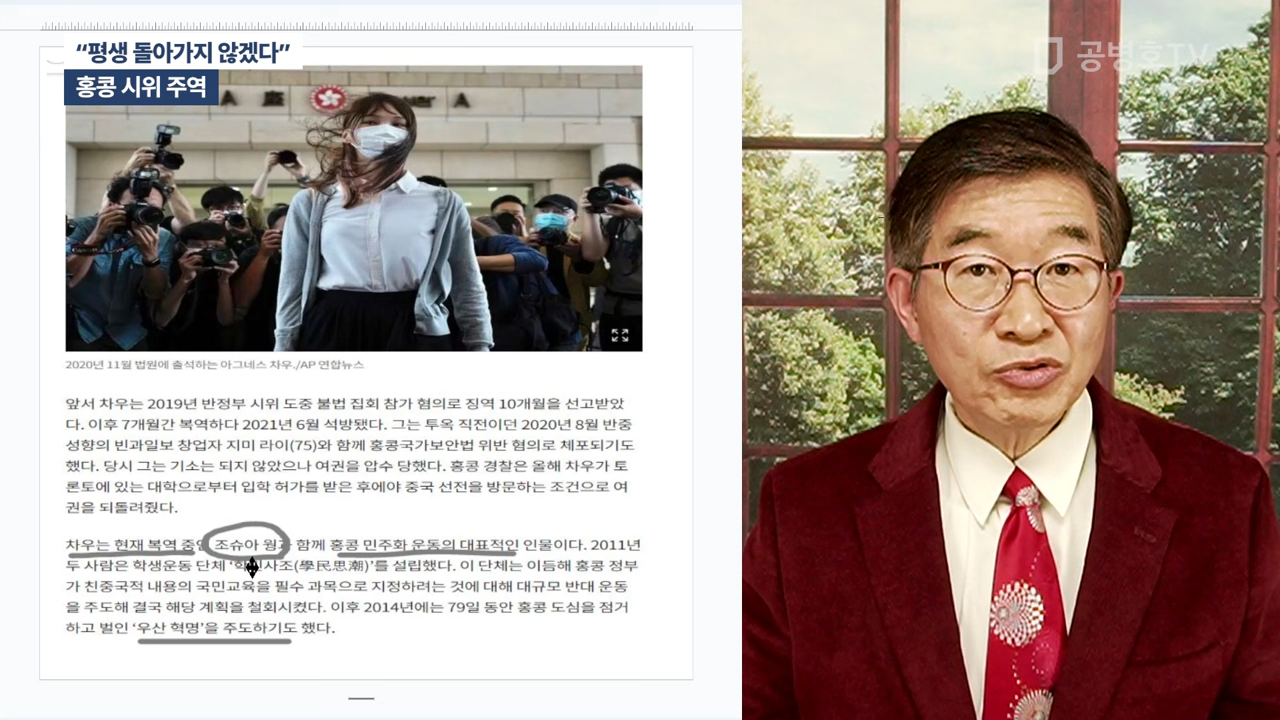 “평생 돌아가지 않겠다”
홍콩 시위 주역
공병호TV
A
A
2020년 11월 법원에 출석하는 아그네스 차우./AP 연합뉴스
앞서 차우는 2019년 반정부 시위 도중 불법 집회 참가 혐의로 징역 10개월을 선고받았
다. 이후 7개월간 복역하다 2021년 6월 석방됐다. 그는 투옥 직전이던 2020년 8월 반중
성향의 빈과일보 창업자 지미 라이(75)와 함께 홍콩국가보안법 위반 혐의로 체포되기도
했다. 당시 그는 기소는 되지 않았으나 여권을 압수 당했다. 홍콩 경찰은 올해 차우가 토
론토에 있는 대학으로부터 입학 허가를 받은 후에야 중국 선전을 방문하는 조건으로 여
권을 되돌려줬다.
차우는 현재 복역 중인 조슈아 웡과 함께 홍콩 민주화 운동의 대표적인 인물이다. 2011년
두 사람은 학생운동 단체 ‘학민사조(學民思潮)’를 설립했다. 이 단체는 이듬해 홍콩 정부
가 친중국적 내용의 국민교육을 필수 과목으로 지정하려는 것에 대해 대규모 반대 운동
을 주도해 결국 해당 계획을 철회시켰다. 이후 2014년에는 79일 동안 홍콩 도심을 점거
하고 벌인 ‘우산 혁명’을 주도하기도 했다.